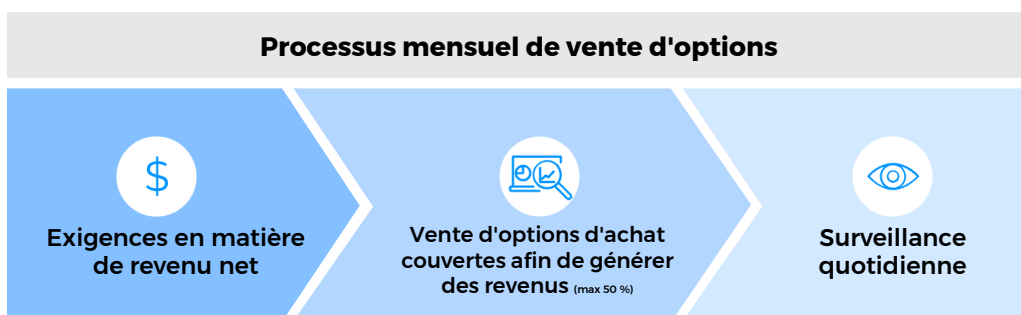 Processus mensuel de vente d'options
$
Exigences en matière
de revenu net
Vente d'options d'achat
couvertes afin de générer
des revenus (max 50 %)
Surveillance
quotidienne